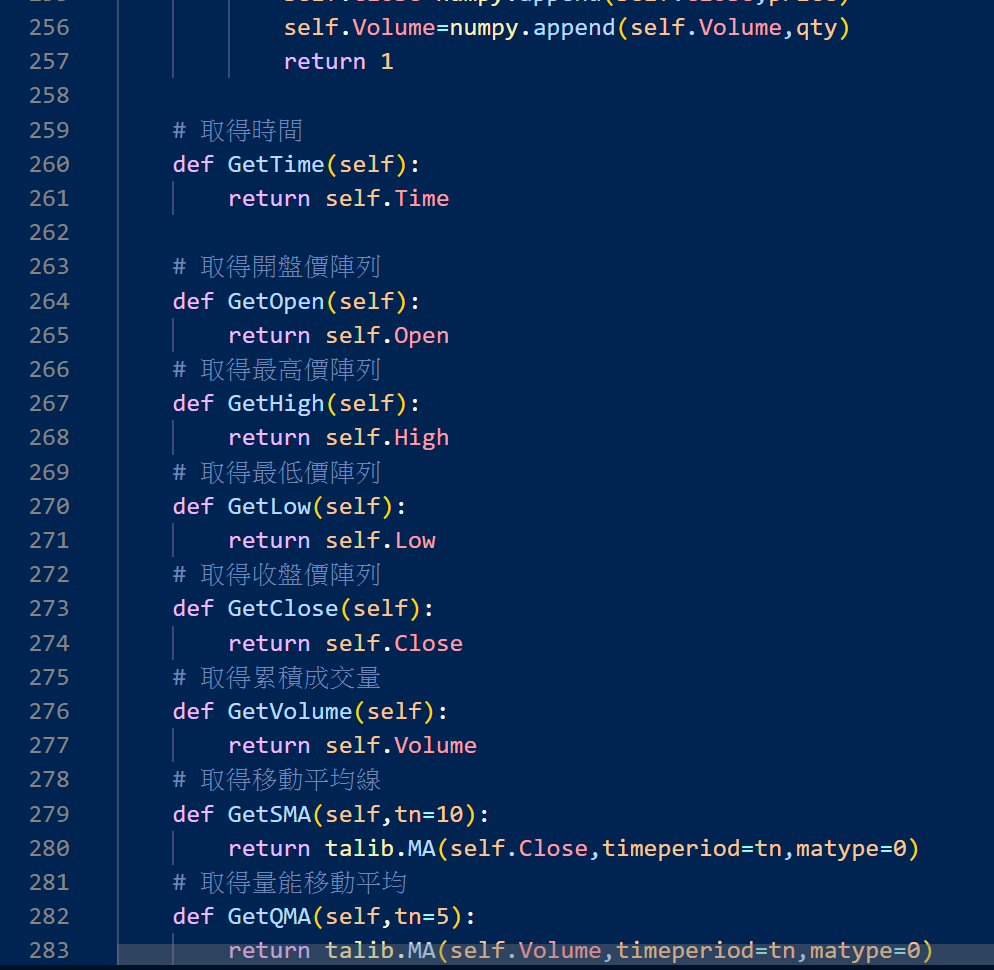 256 self.Volume=numpy.append(self.Volume,qty)
257 return 1
258
259 # 取得時間
260 def GetTime(self):
261 return self.Time
262
263 # 取得開盤價陣列
264 def GetOpen(self):
265 return self.Open
266 # 取得最高價陣列
267 def GetHigh(self):
268 return self.High
269 # 取得最低價陣列
270 def GetLow(self):
271 return self.Low
272 # 取得收盤價陣列
273 def GetClose(self):
274 return self.Close
275 # 取得累積成交量
276 def GetVolume(self):
277 return self.Volume
278 # 取得移動平均線
279 def GetSMA(self,tn=10):
280 return talib.MA(self.Close,timeperiod=tn,matype=0)
281 # 取得量能移動平均
282 def GetQMA(self,tn=5):
283 return talib.MA(self.Volume,timeperiod=tn,matype=0)